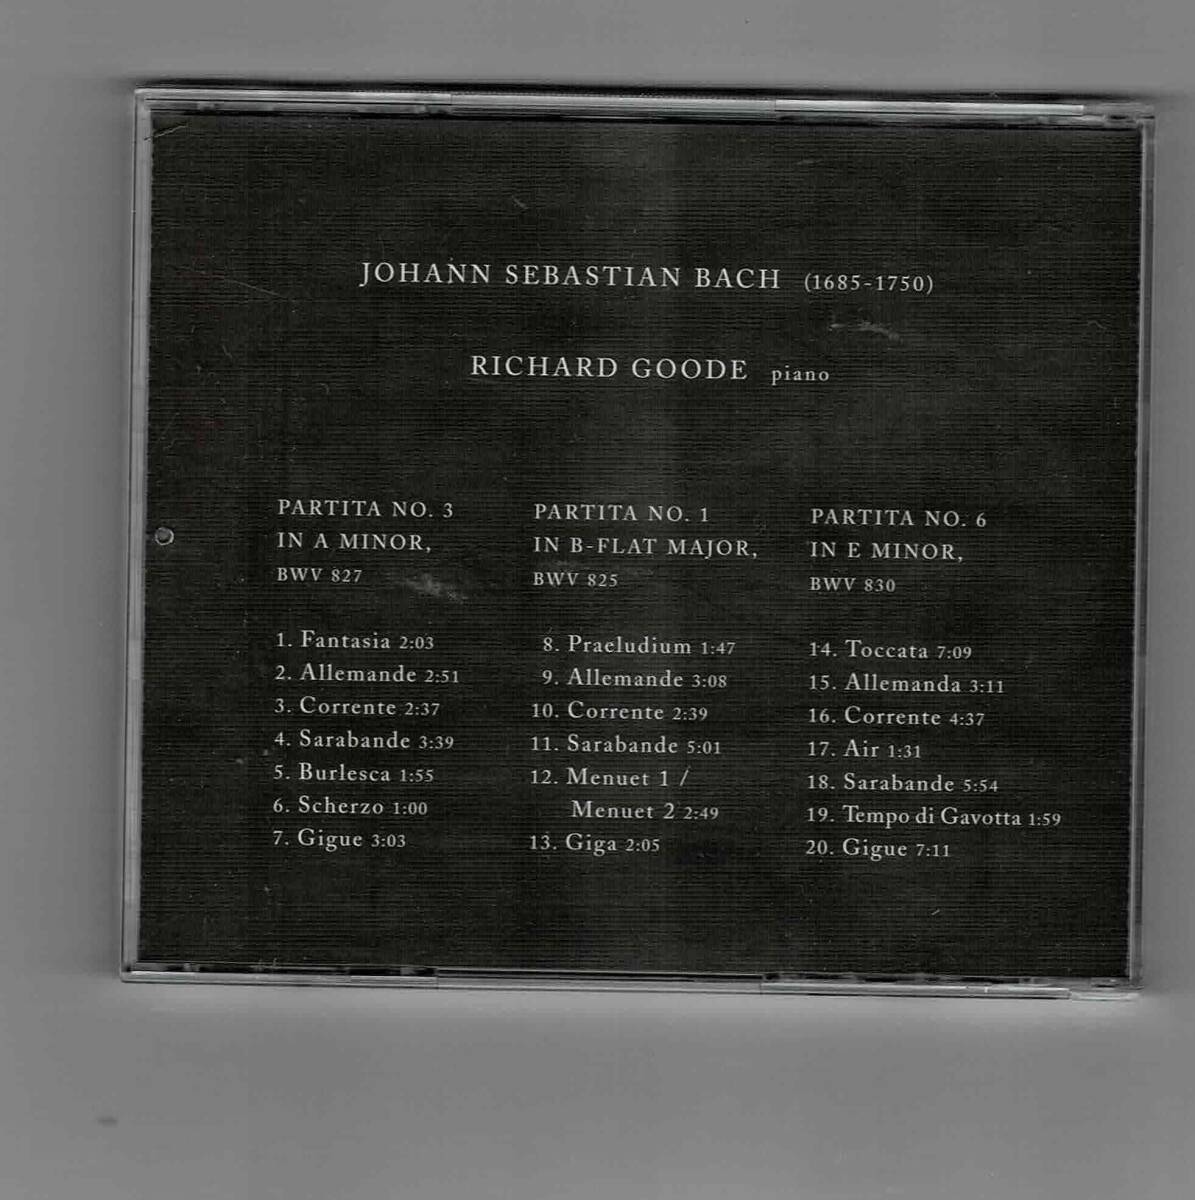 JOHANN SEBASTIAN BACH (1685-1750)
RICHARD GOODE piano
PARTITA NO. 3
IN A MINOR,
BWV 827
1. Fantasia 2:03
2. Allemande 2:51
3. Corrente 2:37
4. Sarabande 3:39
5. Burlesca 1:55
6. Scherzo 1:00
7. Gigue 3:03
PARTITA NO. 1
IN B-FLAT MAJOR,
BWV 825
8. Praeludium 1:47
9. Allemande 3:08
10. Corrente 2:39
11. Sarabande 5:01
12. Menuet 1 /
Menuet 2 2:49
13. Giga 2:05
PARTITA NO. 6
IN E MINOR,
BWV 830
14. Toccata 7:09
15. Allemanda 3:11
16. Corrente 4:37
17. Air 1:31
18. Sarabande 5:54
19. Tempo di Gavotta 1:59
20. Gigue 7:11